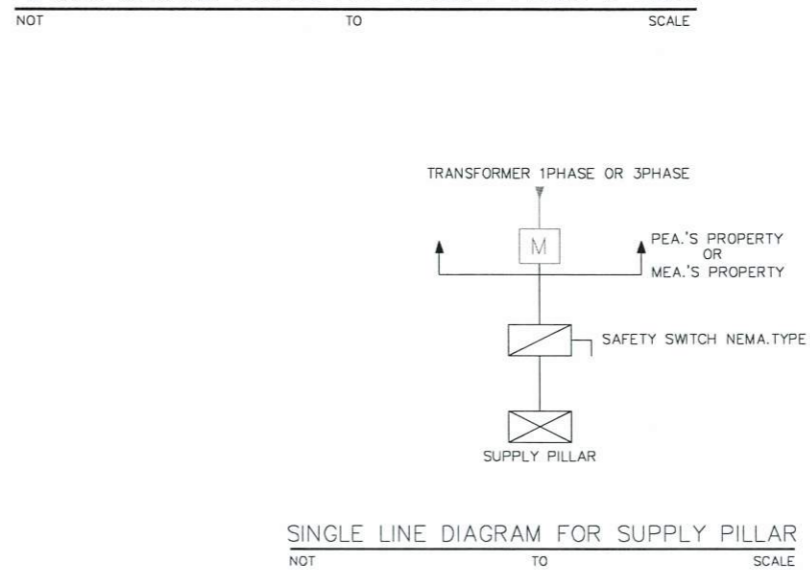 NOT TO SCALE
TRANSFORMER 1PHASE OR 3PHASE
M
PEA.'S PROPERTY
OR
MEA.'S PROPERTY
SAFETY SWITCH NEMA.TYPE
SUPPLY PILLAR
SINGLE LINE DIAGRAM FOR SUPPLY PILLAR
NOT TO SCALE